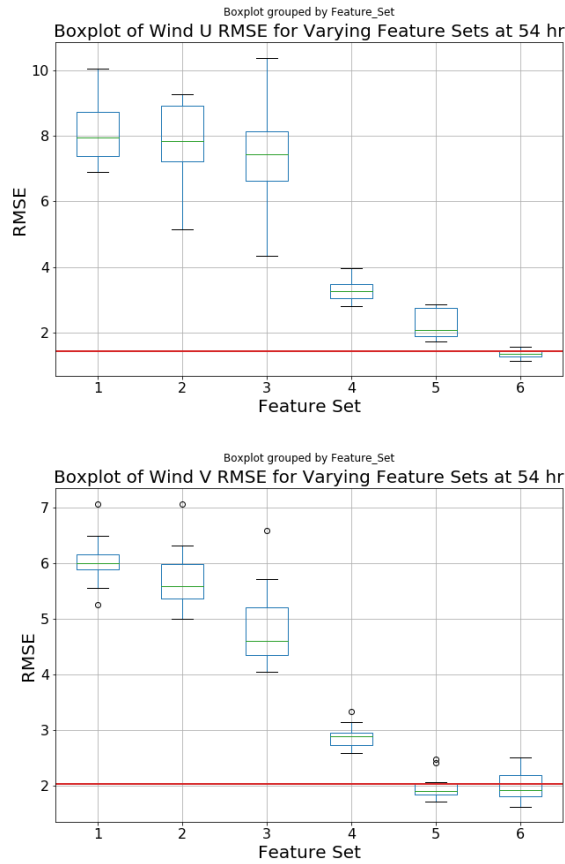 Boxplot grouped by Feature_Set
Boxplot of Wind U RMSE for Varying Feature Sets at 54 hr
10
8
6
4
2
RMSE
1 2 3 4 5 6
Feature Set
Boxplot grouped by Feature_Set
Boxplot of Wind V RMSE for Varying Feature Sets at 54 hr
7
6
5
4
3
2
RMSE
1 2 3 4 5 6
Feature Set